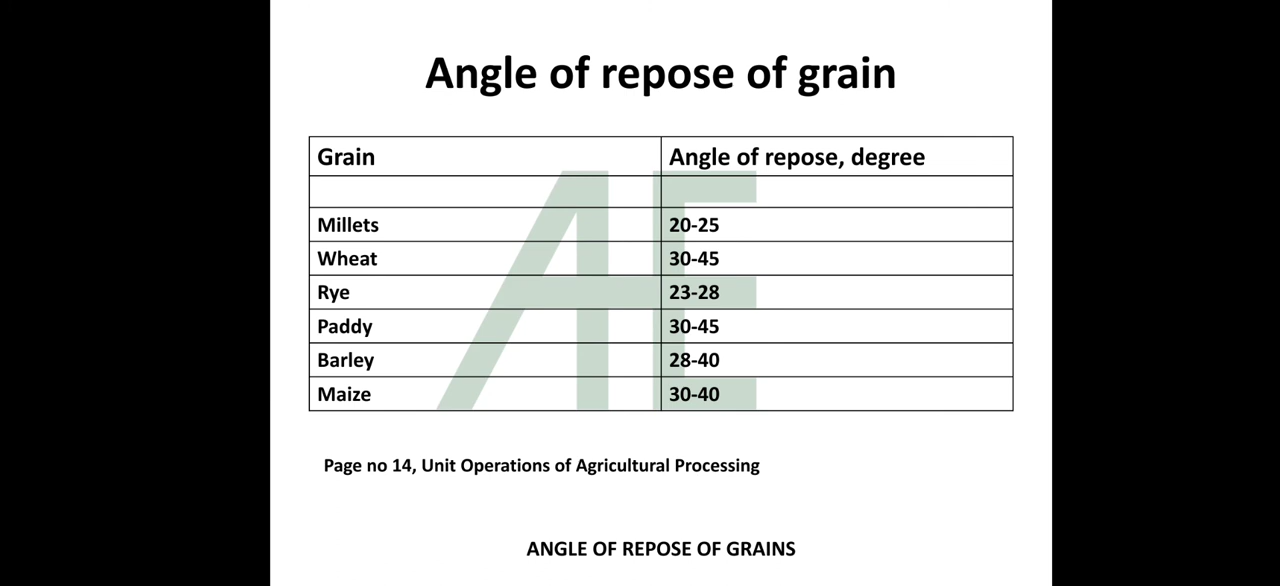 Angle of repose of grain
Grain Angle of repose, degree
Millets 20-25
Wheat 30-45
Rye 23-28
Paddy 30-45
Barley 28-40
Maize 30-40
Page no 14, Unit Operations of Agricultural Processing
ANGLE OF REPOSE OF GRAINS
AE